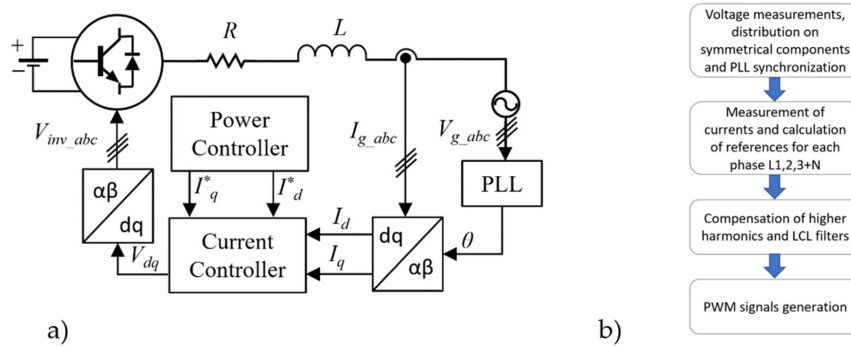 +
−
R
L
V_inv_abc
Power
Controller
I_g_abc
V_g_abc
PLL
I*_q
I*_d
αβ
dq
Current
Controller
I_d
I_q
dq
αβ
θ
V_dq
a)
b)
Voltage measurements,
distribution on
symmetrical components
and PLL synchronization
Measurement of
currents and calculation
of references for each
phase L1,2,3+N
Compensation of higher
harmonics and LCL filters
PWM signals generation